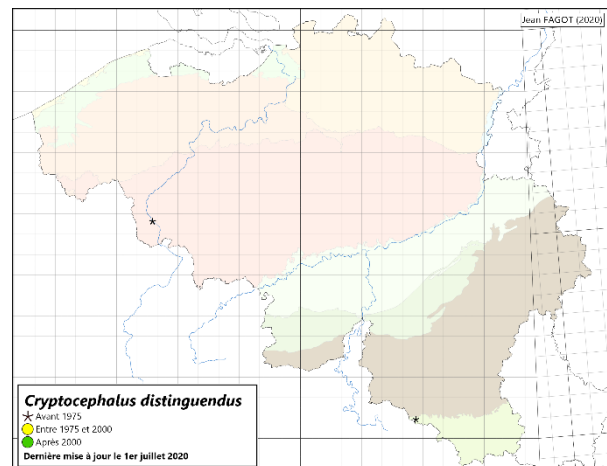 Jean FAGOT (2020)
Cryptocephalus distinguendus
Avant 1975
Entre 1975 et 2000
Après 2000
Dernière mise à jour le 1er juillet 2020